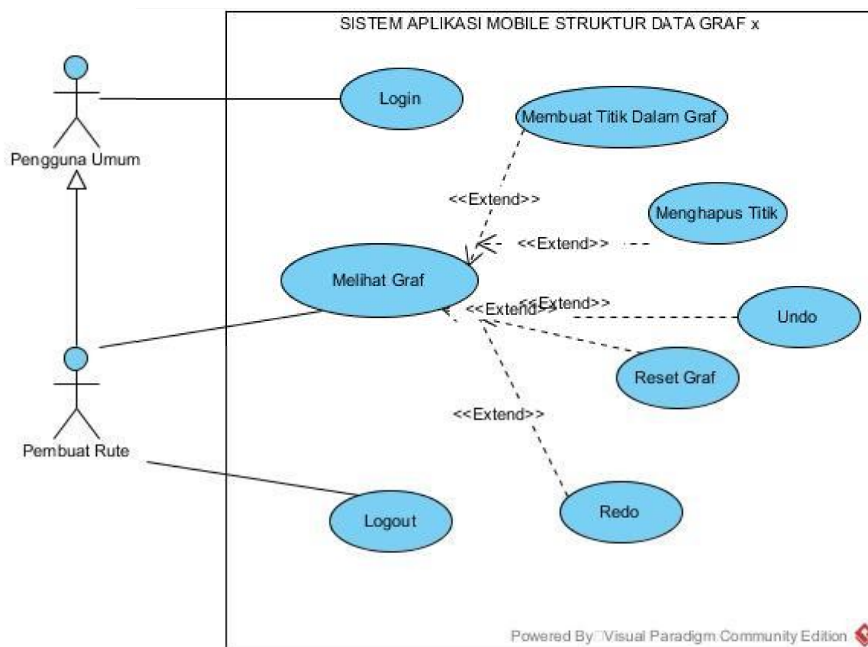 SISTEM APLIKASI MOBILE STRUKTUR DATA GRAF x
Pengguna Umum
Login
Membuat Titik Dalam Graf
<<Extend>>
Menghapus Titik
<<Extend>>
Melihat Graf
<<Extend>>
<<Extend>>
Undo
Reset Graf
<<Extend>>
Pembuat Rute
Logout
Redo
Powered By Visual Paradigm Community Edition